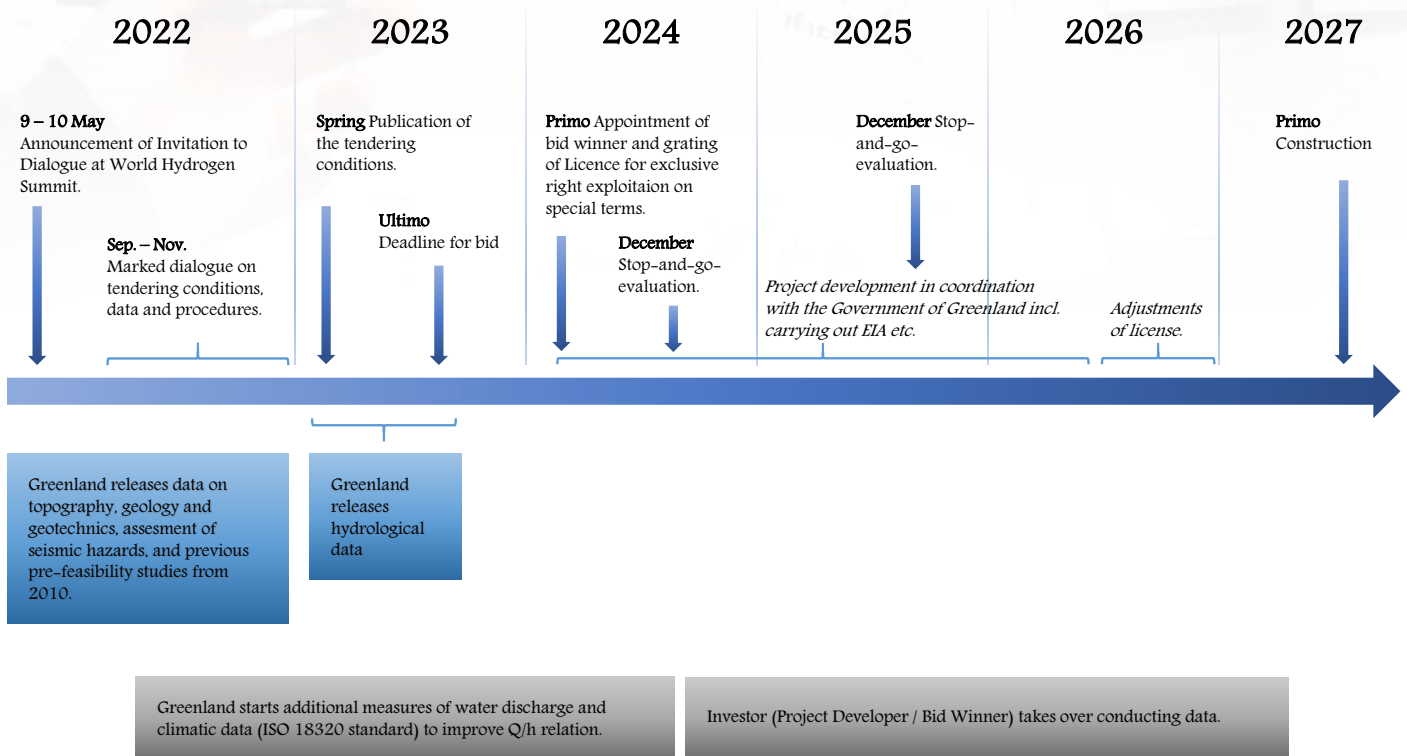 2022
2023
2024
2025
2026
2027
9 – 10 May
Announcement of Invitation to
Dialogue at World Hydrogen
Summit.
Sep. – Nov.
Marked dialogue on
tendering conditions,
data and procedures.
Spring Publication of
the tendering
conditions.
Ultimo
Deadline for bid
Primo Appointment of
bid winner and grating
of Licence for exclusive
right exploitaion on
special terms.
December
Stop-and-go-
evaluation.
December Stop-
and-go-
evaluation.
Project development in coordination
with the Government of Greenland incl.
carrying out EIA etc.
Adjustments
of license.
Primo
Construction
Greenland releases data on
topography, geology and
geotechnics, assesment of
seismic hazards, and previous
pre-feasibility studies from
2010.
Greenland
releases
hydrological
data
Greenland starts additional measures of water discharge and
climatic data (ISO 18320 standard) to improve Q/h relation.
Investor (Project Developer / Bid Winner) takes over conducting data.